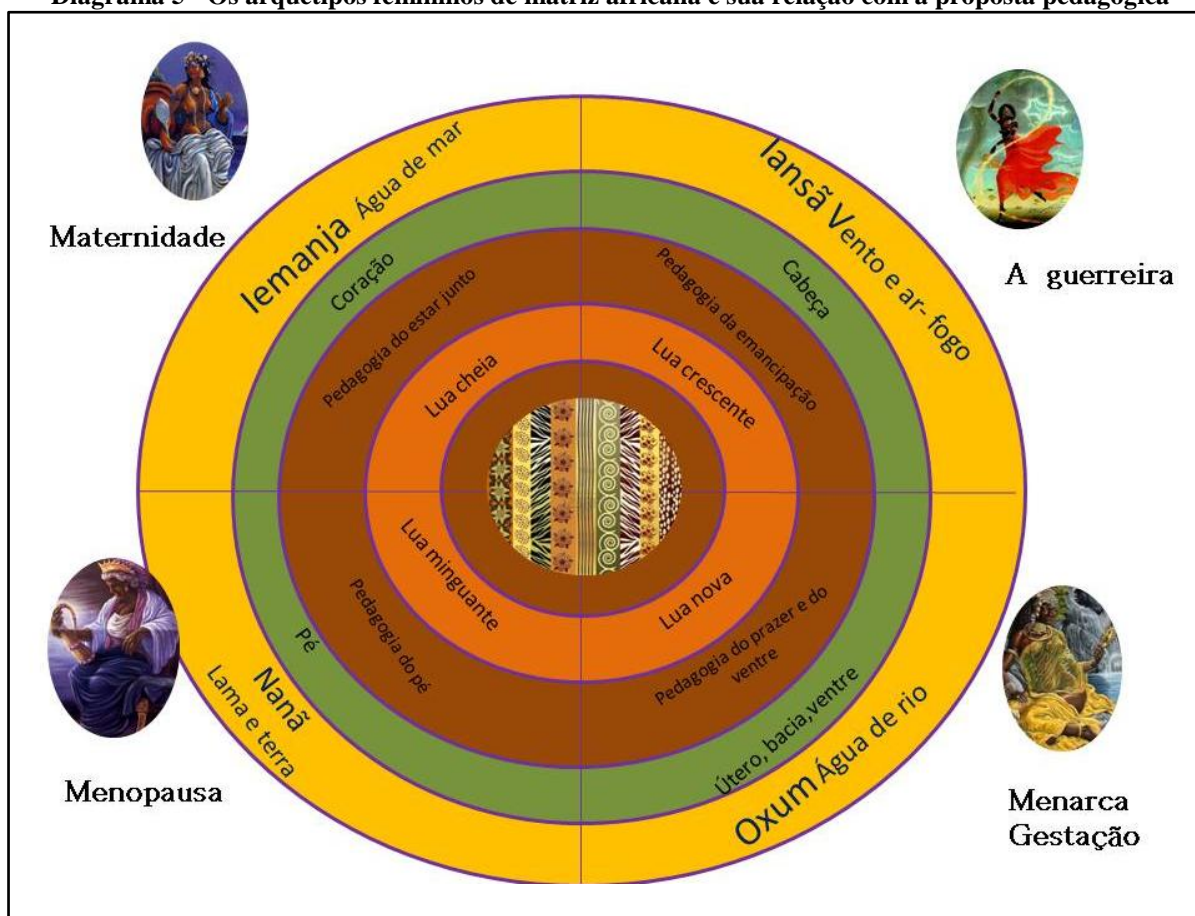 Diagrama 5 - Os arquétipos femininos de matriz africana e sua relação com a proposta pedagógica
Maternidade
Iemanja Água de mar
Coração
Pedagogia do estar junto
Lua cheia
Iansã Vento e ar- fogo
Cabeça
Pedagogia da emancipação
Lua crescente
A guerreira
Lua minguante
Pedagogia do pé
Pé
Nanã
Lama e terra
Menopausa
Lua nova
Pedagogia do prazer e do
ventre
Útero, bacia,ventre
Oxum Água de rio
Menarca
Gestação